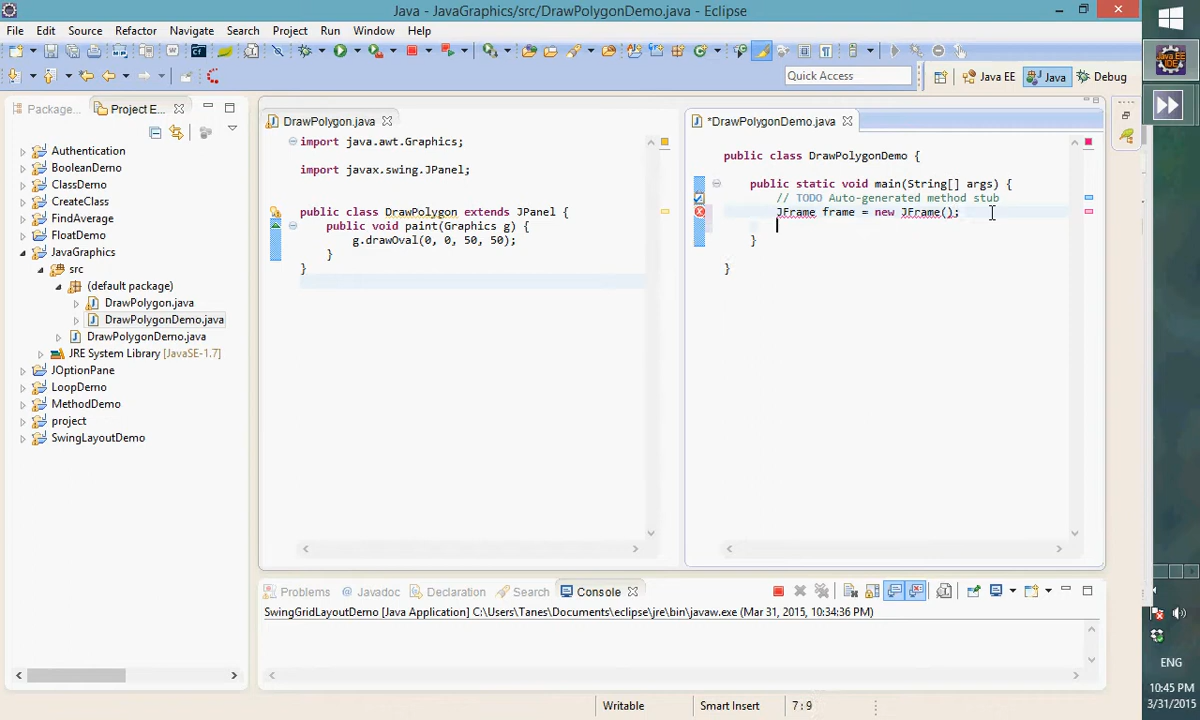 Java - JavaGraphics/src/DrawPolygonDemo.java - Eclipse
File Edit Source Refactor Navigate Search Project Run Window Help
Quick Access
Java EE
Java
Debug
Package...
Project E...
Authentication
BooleanDemo
ClassDemo
CreateClass
FindAverage
FloatDemo
JavaGraphics
src
(default package)
DrawPolygon.java
DrawPolygonDemo.java
DrawPolygonDemo.java
JRE System Library [JavaSE-1.7]
JOptionPane
LoopDemo
MethodDemo
project
SwingLayoutDemo
DrawPolygon.java
import java.awt.Graphics;
import javax.swing.JPanel;
public class DrawPolygon extends JPanel {
public void paint(Graphics g) {
g.drawOval(0, 0, 50, 50);
}
}
*DrawPolygonDemo.java
public class DrawPolygonDemo {
public static void main(String[] args) {
// TODO Auto-generated method stub
JFrame frame = new JFrame();
}
}
Problems @ Javadoc Declaration Search Console
SwingGridLayoutDemo [Java Application] C:\Users\Tanes\Documents\eclipse\jre\bin\javaw.exe (Mar 31, 2015, 10:34:36 PM)
Writable
Smart Insert
7 : 9
Java EE
IDE
ENG
10:45 PM
3/31/2015